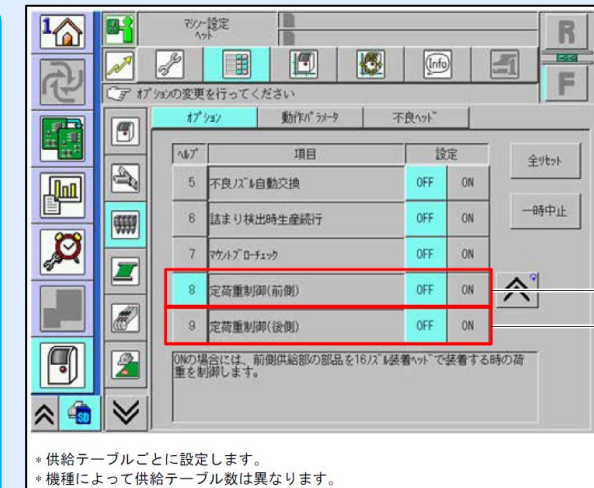 1
マシン設定
ヘッド
R
Info
F
オプションの変更を行ってください
オプション 動作パラメータ 不良ヘッド
ヘルプ 項目 設定
全リセット
5 不良ノズル自動交換 OFF ON
6 詰まり検出時生産続行 OFF ON
一時中止
7 マウントブローチェック OFF ON
8 定荷重制御(前側) OFF ON
9 定荷重制御(後側) OFF ON
ONの場合には、前側供給部の部品を16ノズル装着ヘッドで装着する時の荷
重を制御します。
SD
*供給テーブルごとに設定します。
*機種によって供給テーブル数は異なります。